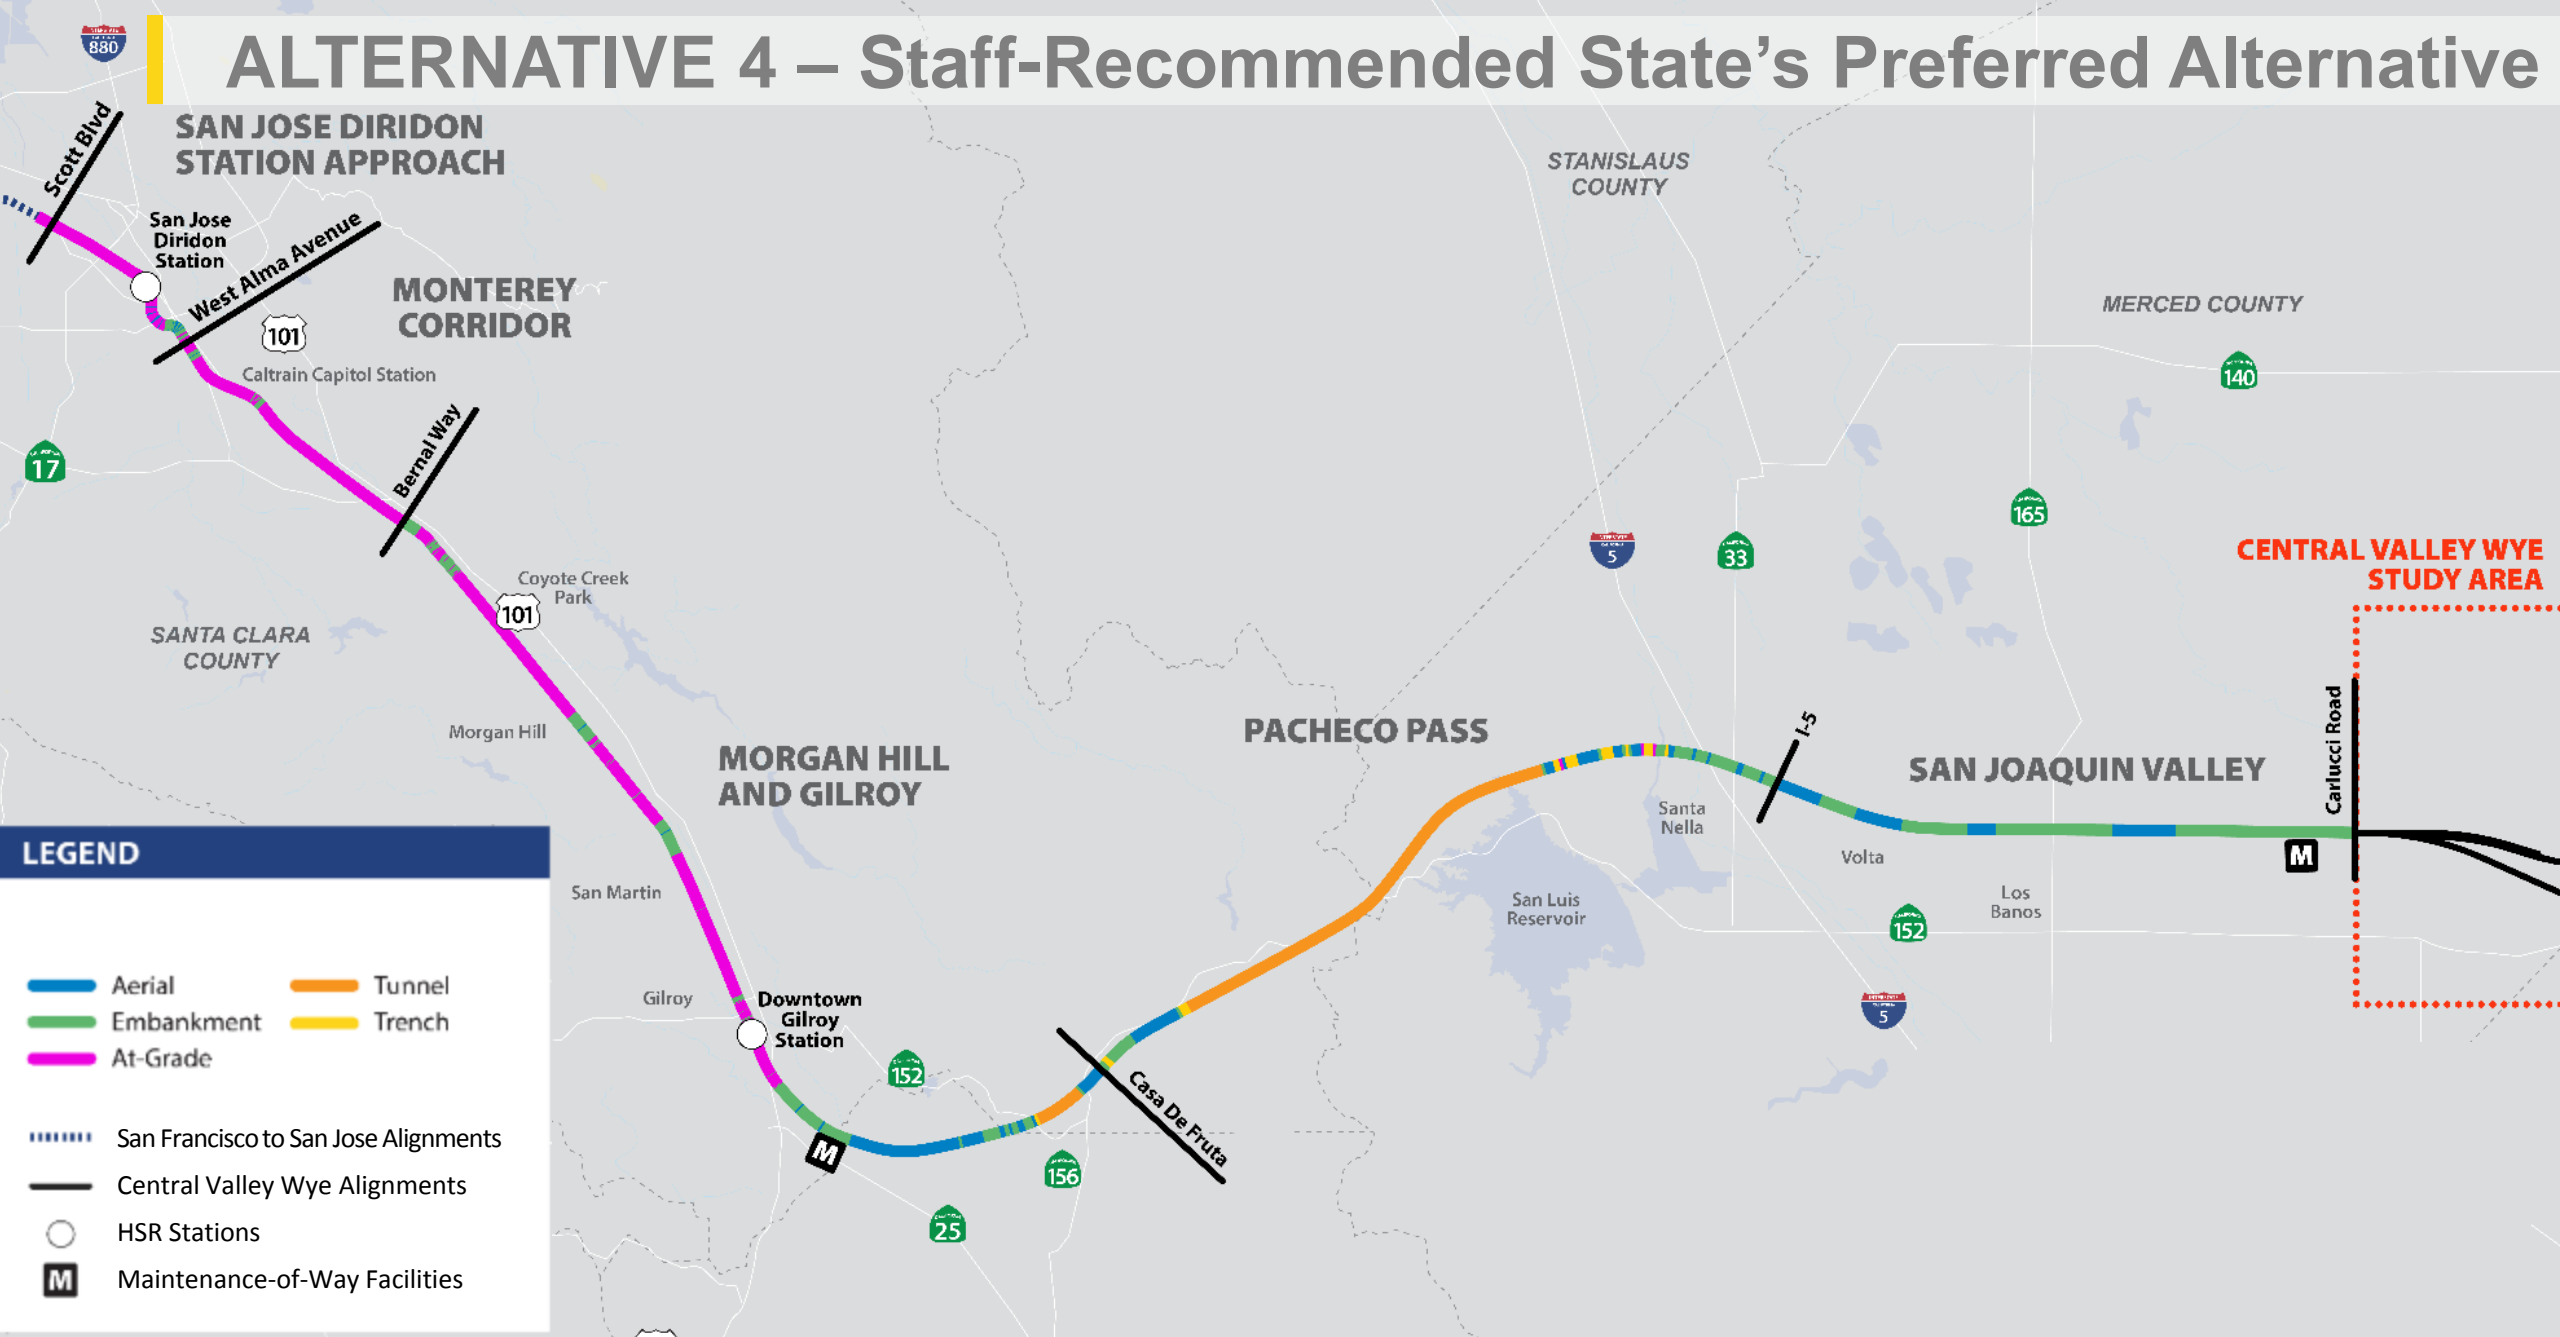 ALTERNATIVE 4 – Staff-Recommended State's Preferred Alternative
880
Scott Blvd
SAN JOSE DIRIDON
STATION APPROACH
San Jose
Diridon
Station
West Alma Avenue
MONTEREY
CORRIDOR
101
Caltrain Capitol Station
17
Bernal Way
Coyote Creek
Park
101
SANTA CLARA
COUNTY
Morgan Hill
MORGAN HILL
AND GILROY
San Martin
Gilroy
Downtown
Gilroy
Station
152
M
25
156
Casa De Fruta
PACHECO PASS
San Luis
Reservoir
Santa
Nella
STANISLAUS
COUNTY
MERCED COUNTY
140
165
5
33
I-5
SAN JOAQUIN VALLEY
Volta
Los
Banos
152
5
M
Carlucci Road
CENTRAL VALLEY WYE
STUDY AREA
LEGEND
Aerial
Embankment
At-Grade
Tunnel
Trench
San Francisco to San Jose Alignments
Central Valley Wye Alignments
HSR Stations
M
Maintenance-of-Way Facilities